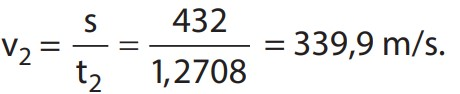 v₂ = s/t₂ = 432/1,2708 = 339,9 m/s.